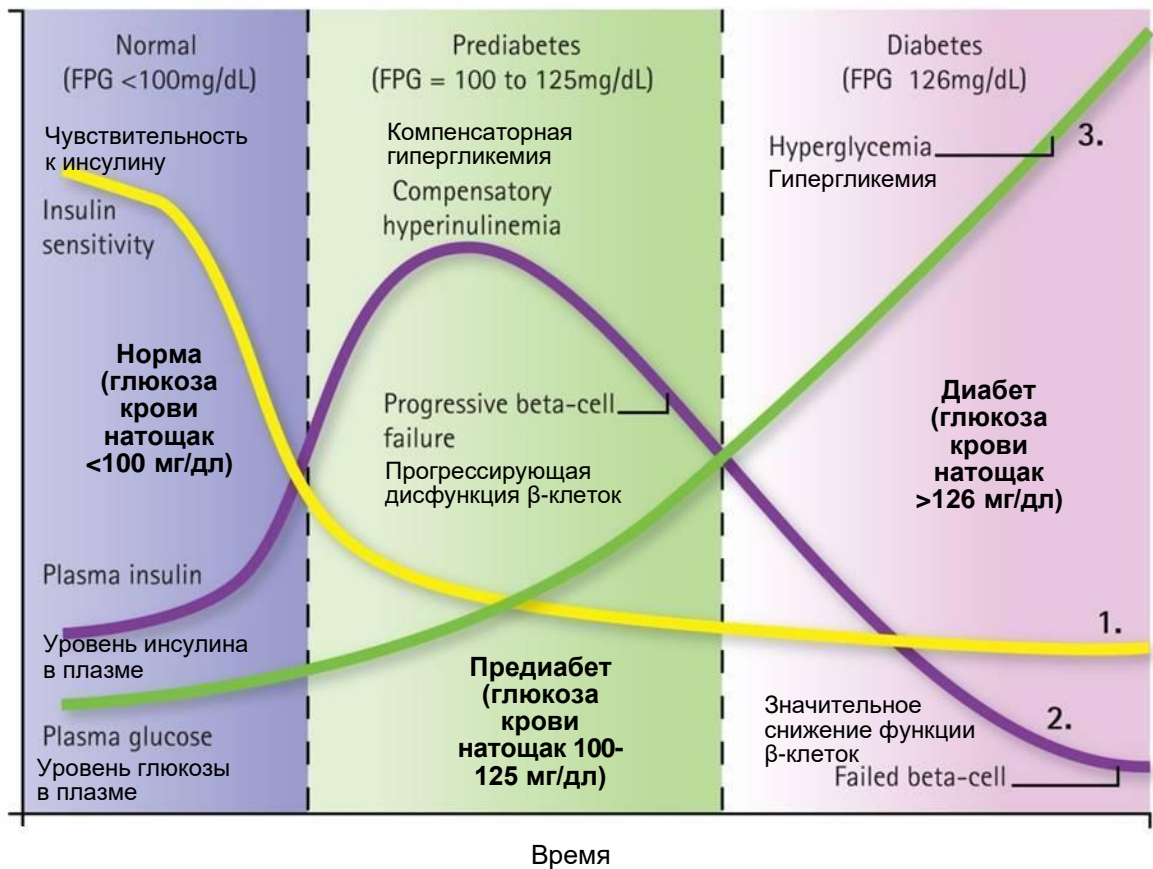 Normal
(FPG <100mg/dL)
Prediabetes
(FPG = 100 to 125mg/dL)
Diabetes
(FPG 126mg/dL)
Чувствительность
к инсулину
Insulin
sensitivity
Компенсаторная
гипергликемия
Compensatory
hyperinulinemia
Hyperglycemia
Гипергликемия
3.
Норма
(глюкоза
крови
натощак
<100 мг/дл)
Progressive beta-cell
failure
Прогрессирующая
дисфункция β-клеток
Диабет
(глюкоза
крови
натощак
>126 мг/дл)
Plasma insulin
Уровень инсулина
в плазме
Plasma glucose
Уровень глюкозы
в плазме
Предиабет
(глюкоза
крови
натощак 100-
125 мг/дл)
1.
Значительное
снижение функции
β-клеток
2.
Failed beta-cell
Время